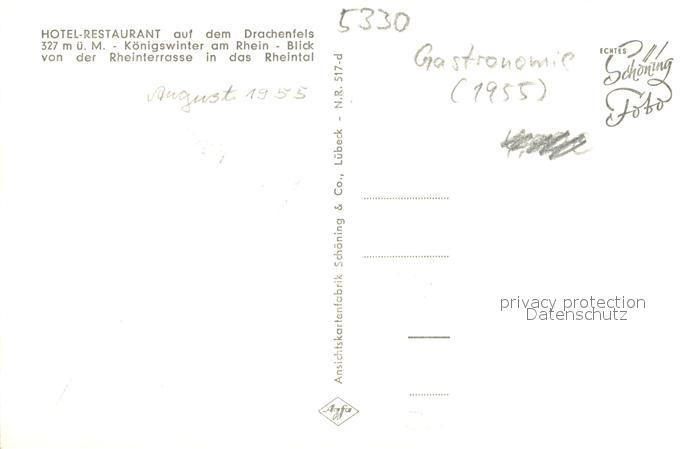 HOTEL-RESTAURANT auf dem Drachenfels
327 m ü. M. - Königswinter am Rhein - Blick
von der Rheinterrasse in das Rheintal
August 1955
5330
Gastronomie
(1955)
ECHTES
Schöning
Foto
Ansichtskartenfabrik Schöning & Co., Lübeck - N.R. 517-d
privacy protection
Datenschutz
Agfa